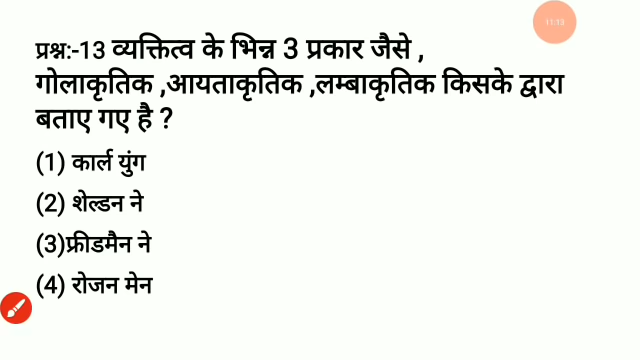 11:13
प्रश्न:-13 व्यक्तित्व के भिन्न 3 प्रकार जैसे ,
गोलाकृतिक ,आयताकृतिक ,लम्बाकृतिक किसके द्वारा
बताए गए है ?
(1) कार्ल युंग
(2) शेल्डन ने
(3)फ्रीडमैन ने
(4) रोजन मेन